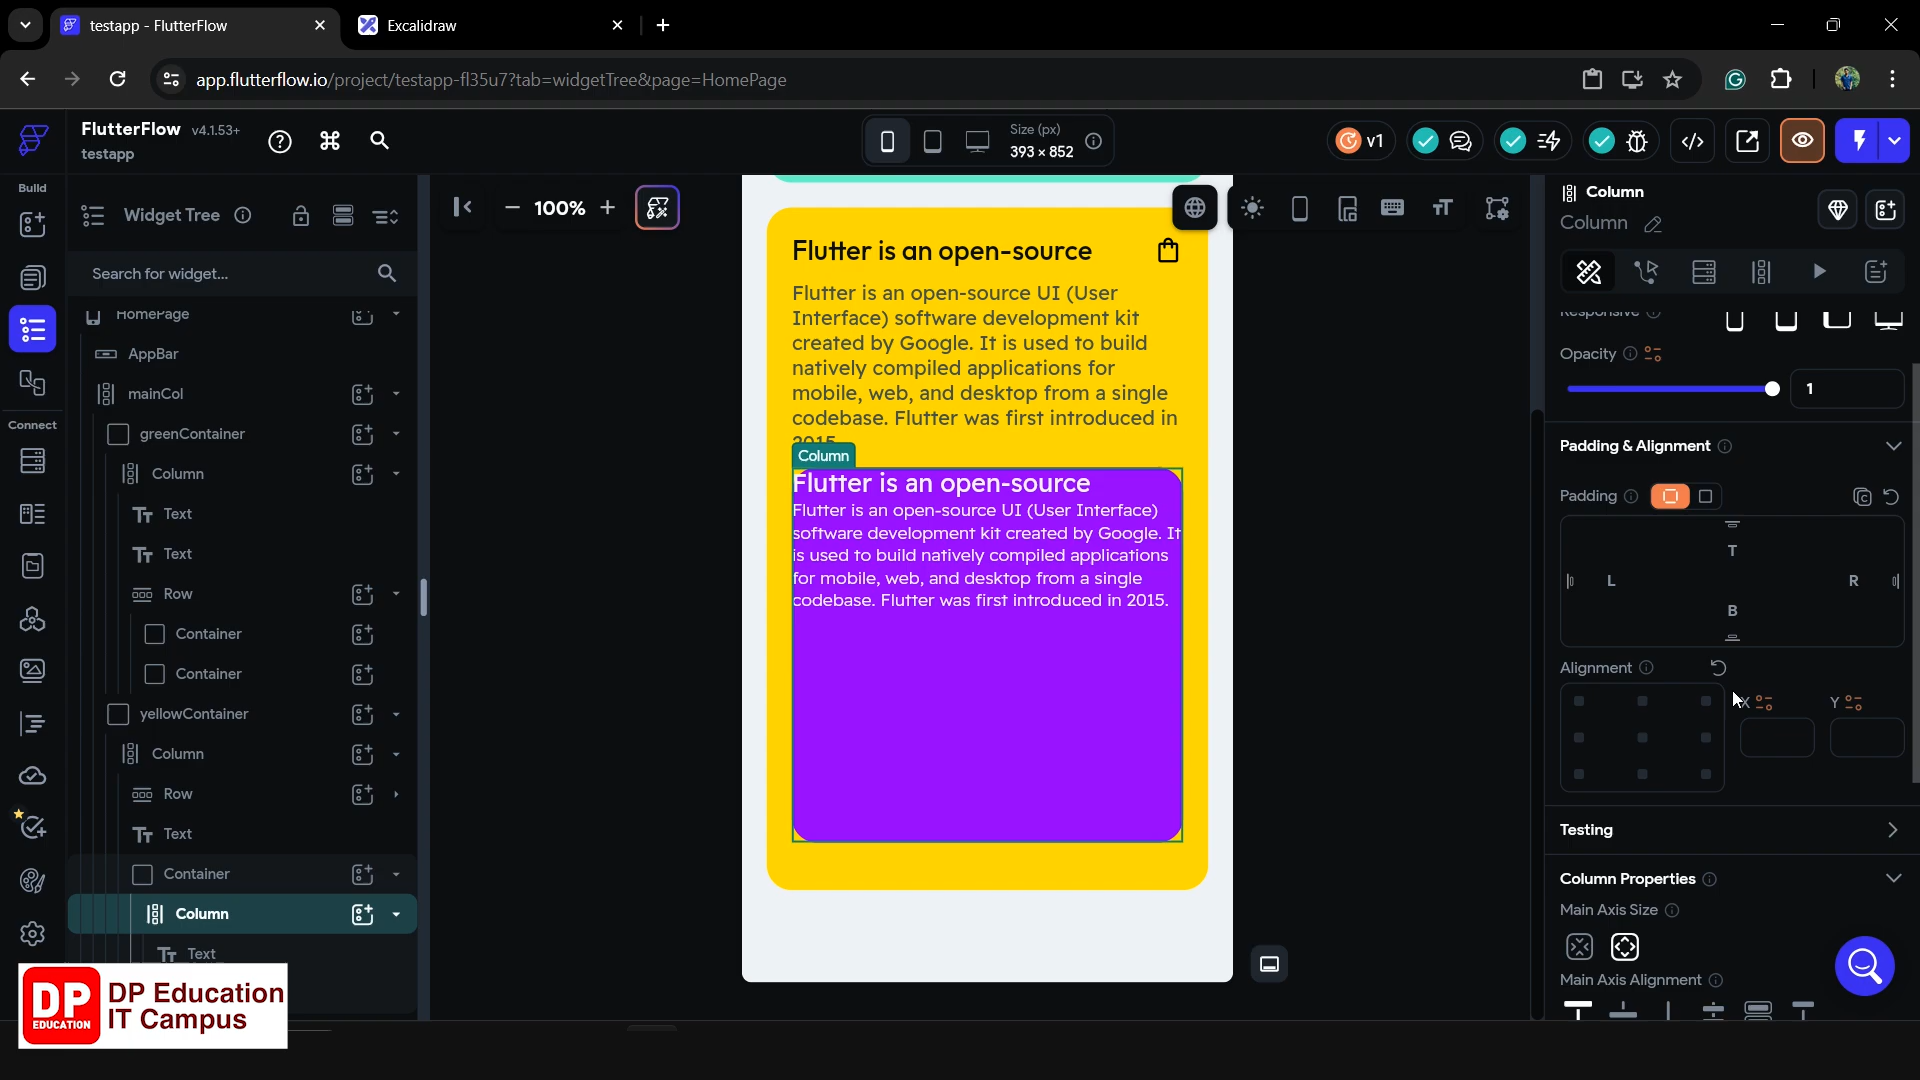 testapp - FlutterFlow
Excalidraw
app.flutterflow.io/project/testapp-fl35u7?tab=widgetTree&page=HomePage
FlutterFlow v4.1.53+
testapp
Size (px)
393 × 852
v1
Build
Connect
Widget Tree
Search for widget...
HomePage
AppBar
mainCol
greenContainer
Column
Text
Text
Row
Container
Container
yellowContainer
Column
Row
Text
Container
Column
Text
100%
Flutter is an open-source
Flutter is an open-source UI (User
Interface) software development kit
created by Google. It is used to build
natively compiled applications for
mobile, web, and desktop from a single
codebase. Flutter was first introduced in
2015.
Column
Flutter is an open-source
Flutter is an open-source UI (User Interface)
software development kit created by Google. It
is used to build natively compiled applications
for mobile, web, and desktop from a single
codebase. Flutter was first introduced in 2015.
Column
Column
Responsive
Opacity
1
Padding & Alignment
Padding
T
L
R
B
Alignment
X
Y
Testing
Column Properties
Main Axis Size
Main Axis Alignment
DP
EDUCATION
DP Education
IT Campus